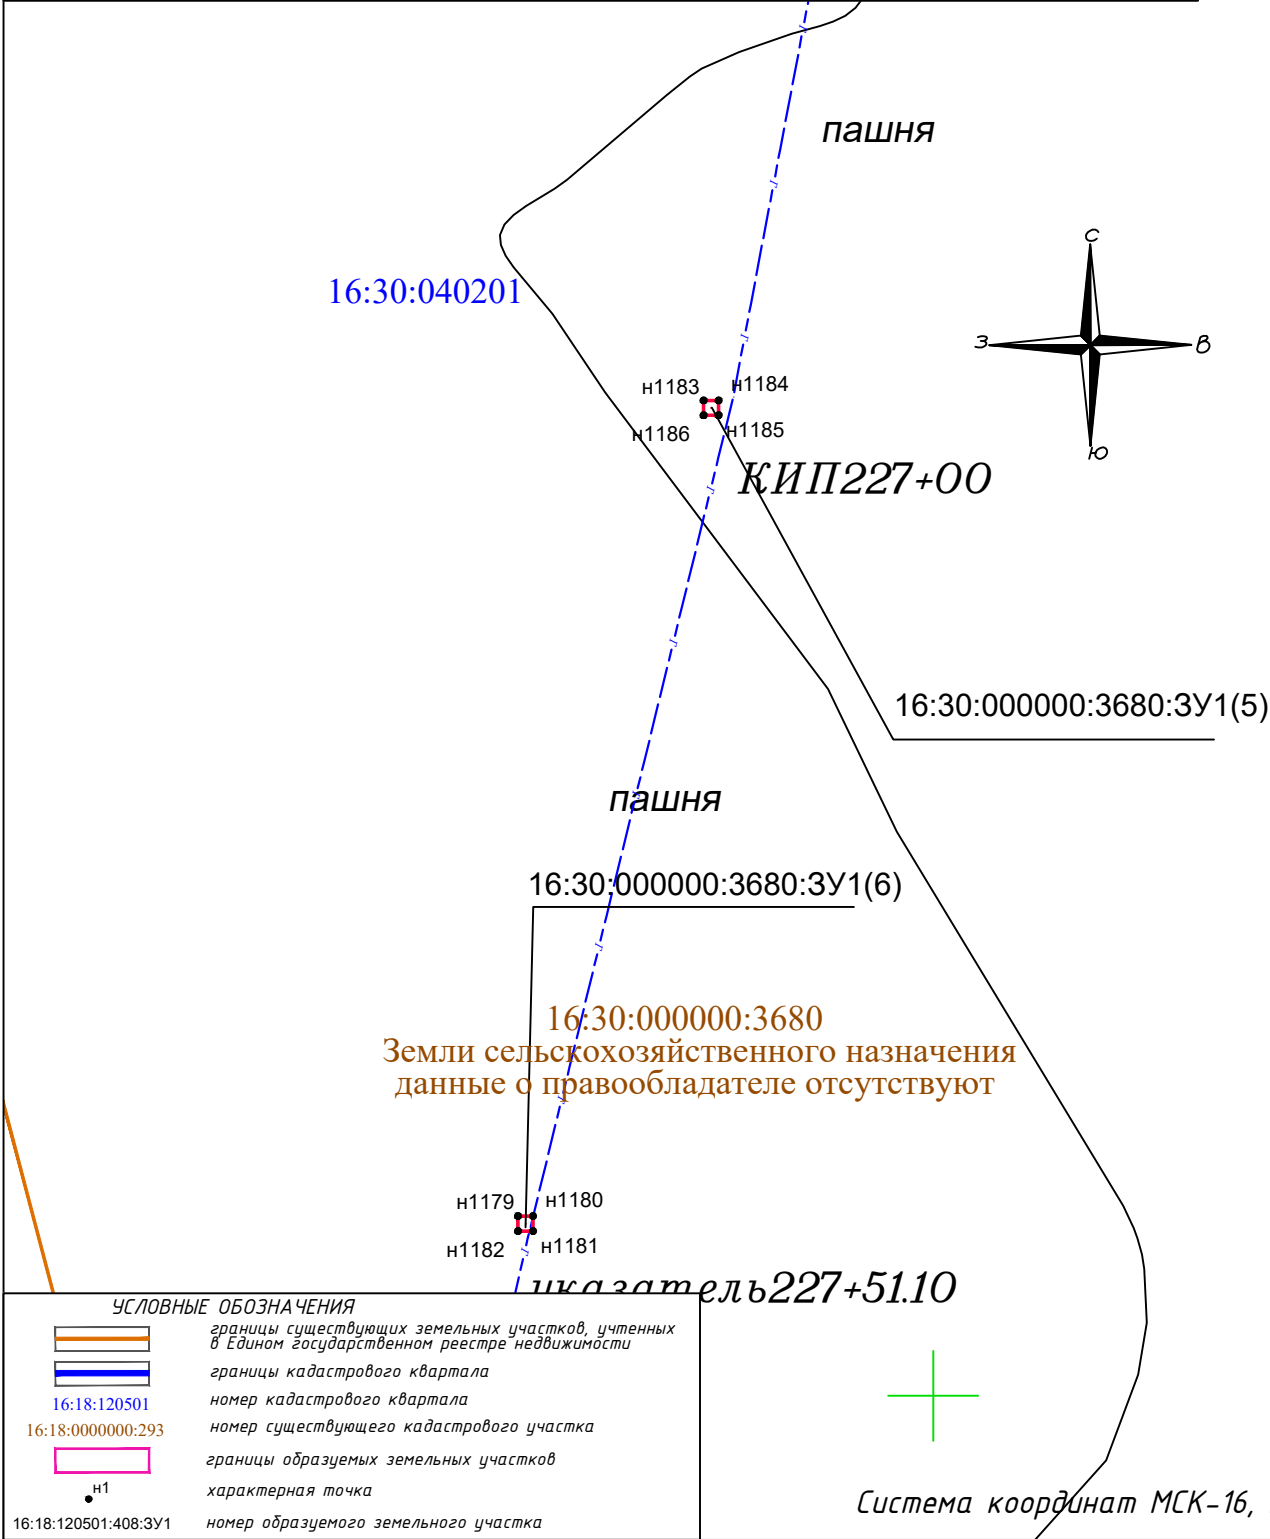 пашня
С
16:30:040201
З
В
н1183
н1184
н1186
н1185
Ю
КИП227+00
16:30:000000:3680:ЗУ1(5)
пашня
16:30:000000:3680:ЗУ1(6)
16:30:000000:3680
Земли сельскохозяйственного назначения
данные о правообладателе отсутствуют
н1179
н1180
н1182
н1181
указатель227+51.10
УСЛОВНЫЕ ОБОЗНАЧЕНИЯ
границы существующих земельных участков, учтенных
в Едином государственном реестре недвижимости
границы кадастрового квартала
16:18:120501
номер кадастрового квартала
16:18:0000000:293
номер существующего кадастрового участка
границы образуемых земельных участков
н1
характерная точка
16:18:120501:408:ЗУ1
номер образуемого земельного участка
Система координат МСК-16,